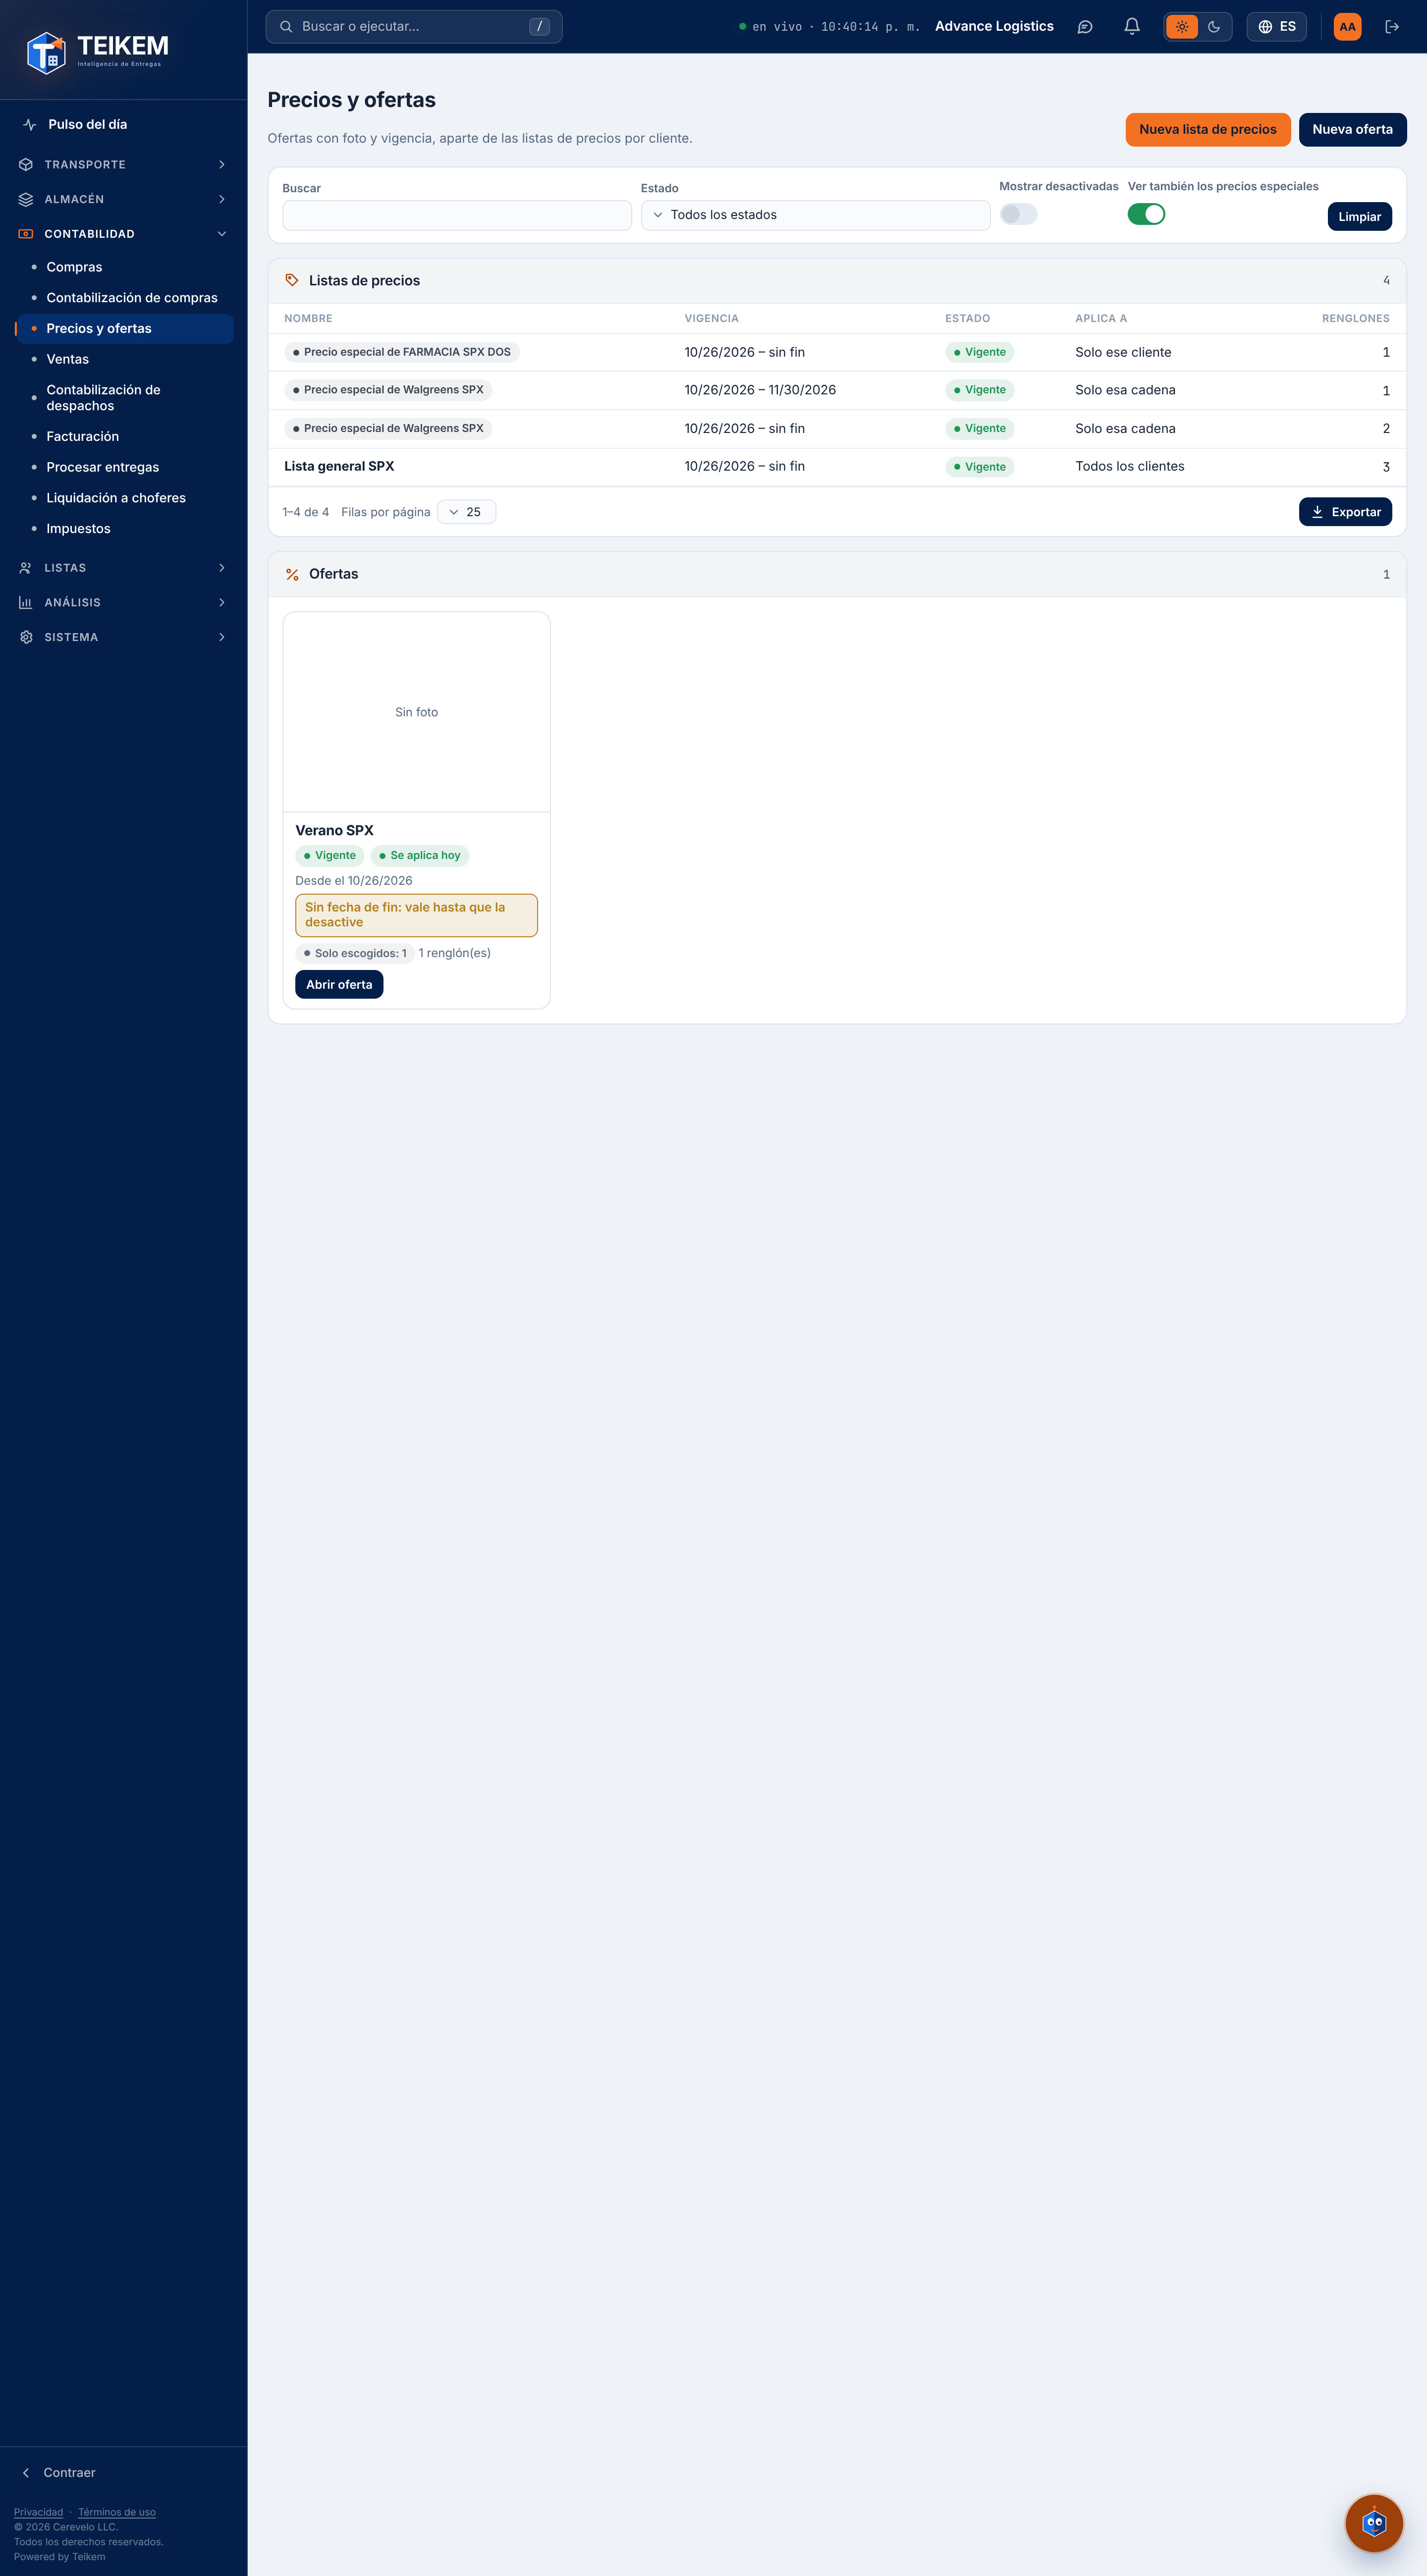 TEIKEM
Inteligencia de Entregas
Buscar o ejecutar...
/
en vivo · 10:40:14 p. m.
Advance Logistics
ES
AA
Pulso del día
TRANSPORTE
ALMACÉN
CONTABILIDAD
Compras
Contabilización de compras
Precios y ofertas
Ventas
Contabilización de
despachos
Facturación
Procesar entregas
Liquidación a choferes
Impuestos
LISTAS
ANÁLISIS
SISTEMA
Contraer
Privacidad · Términos de uso
© 2026 Cerevelo LLC.
Todos los derechos reservados.
Powered by Teikem
Precios y ofertas
Ofertas con foto y vigencia, aparte de las listas de precios por cliente.
Nueva lista de precios
Nueva oferta
Buscar
Estado
Todos los estados
Mostrar desactivadas
Ver también los precios especiales
Limpiar
Listas de precios
4
NOMBRE VIGENCIA ESTADO APLICA A RENGLONES
Precio especial de FARMACIA SPX DOS 10/26/2026 – sin fin Vigente Solo ese cliente 1
Precio especial de Walgreens SPX 10/26/2026 – 11/30/2026 Vigente Solo esa cadena 1
Precio especial de Walgreens SPX 10/26/2026 – sin fin Vigente Solo esa cadena 2
Lista general SPX 10/26/2026 – sin fin Vigente Todos los clientes 3
1–4 de 4 Filas por página 25
Exportar
Ofertas
1
Sin foto
Verano SPX
Vigente Se aplica hoy
Desde el 10/26/2026
Sin fecha de fin: vale hasta que la
desactive
Solo escogidos: 1 1 renglón(es)
Abrir oferta